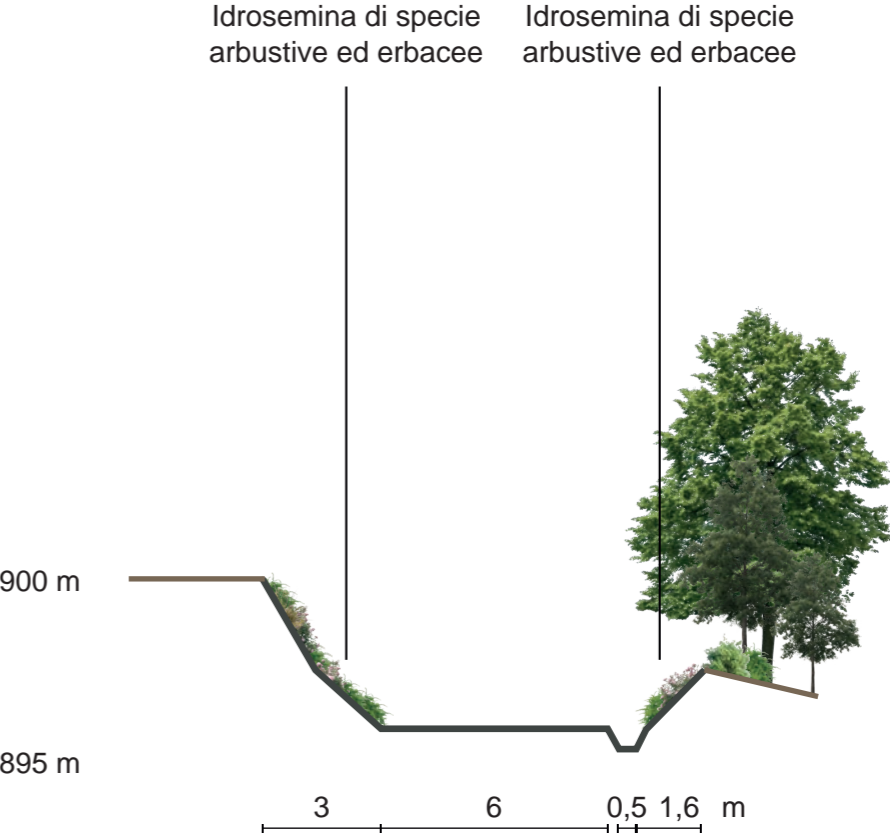 Idrosemina di specie
arbustive ed erbacee
Idrosemina di specie
arbustive ed erbacee
900 m
895 m
3 6 0,5 1,6 m